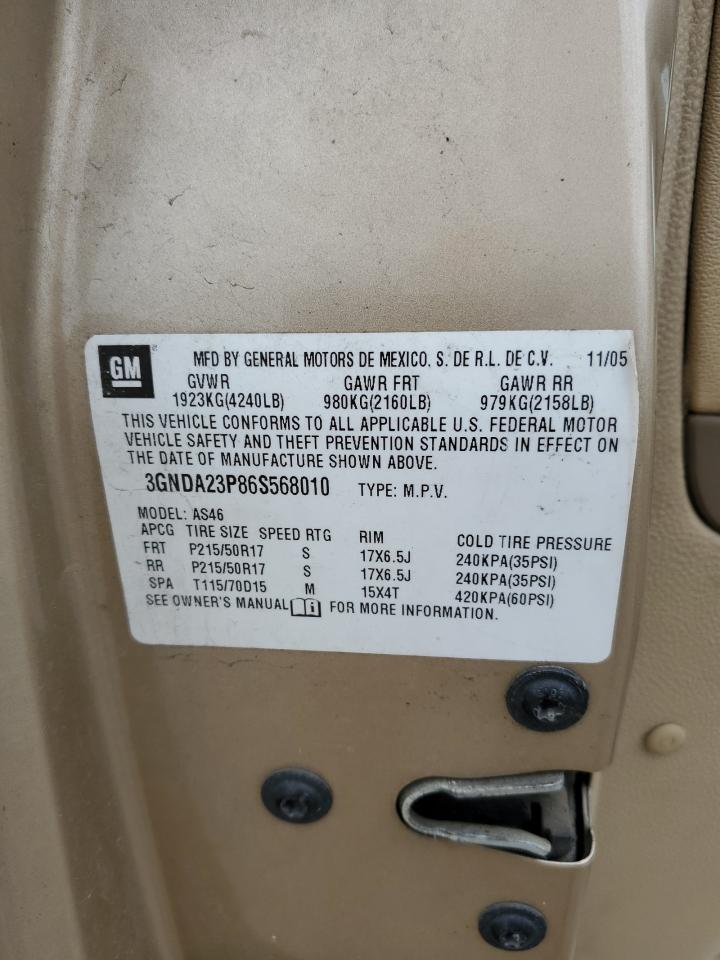 GM
MFD BY GENERAL MOTORS DE MEXICO, S. DE R.L. DE C.V. 11/05
GVWR GAWR FRT GAWR RR
1923KG(4240LB) 980KG(2160LB) 979KG(2158LB)
THIS VEHICLE CONFORMS TO ALL APPLICABLE U.S. FEDERAL MOTOR
VEHICLE SAFETY AND THEFT PREVENTION STANDARDS IN EFFECT ON
THE DATE OF MANUFACTURE SHOWN ABOVE.
3GNDA23P86S568010 TYPE: M.P.V.
MODEL: AS46
APCG TIRE SIZE SPEED RTG RIM COLD TIRE PRESSURE
FRT P215/50R17 S 17X6.5J 240KPA(35PSI)
RR P215/50R17 S 17X6.5J 240KPA(35PSI)
SPA T115/70D15 M 15X4T 420KPA(60PSI)
SEE OWNER'S MANUAL i FOR MORE INFORMATION.